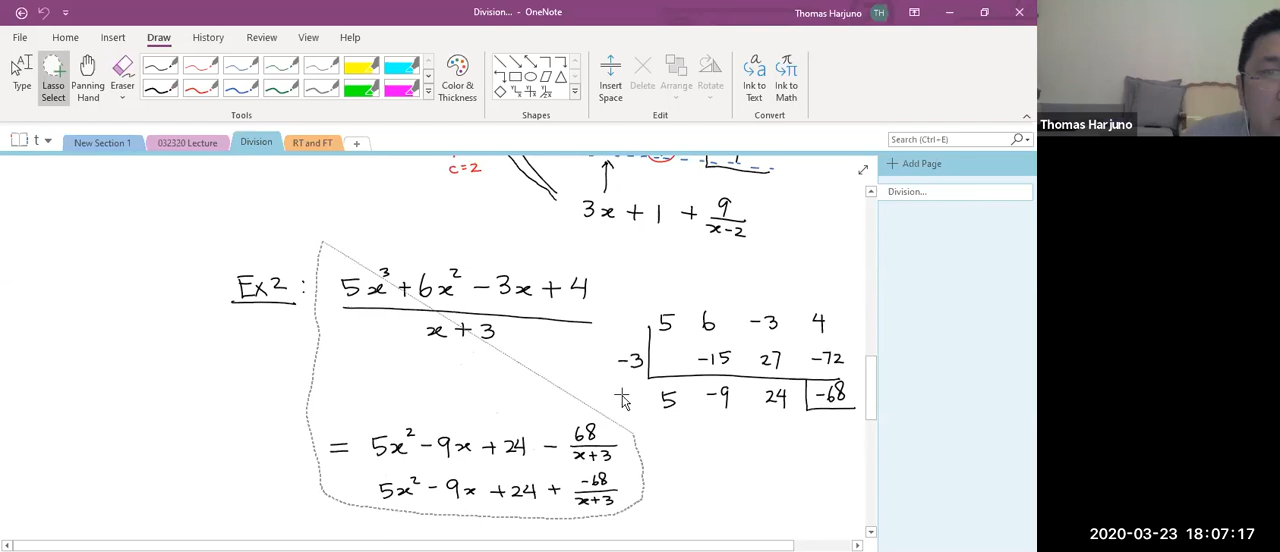 Division... - OneNote
Thomas Harjuno TH
File Home Insert Draw History Review View Help
Type Lasso Select Panning Hand Eraser Color & Thickness Insert Space Delete Arrange Rotate Ink to Text Ink to Math
Tools Shapes Edit Convert
t New Section 1 032320 Lecture Division RT and FT + Search (Ctrl+E)
+ Add Page
Division...
c=2
3x + 1 + 9/(x-2)
Ex2 : (5x³ + 6x² - 3x + 4)/(x + 3)
5 6 -3 4
-3 -15 27 -72
5 -9 24 -68
= 5x² - 9x + 24 - 68/(x+3)
5x² - 9x + 24 + -68/(x+3)
Thomas Harjuno
2020-03-23 18:07:17